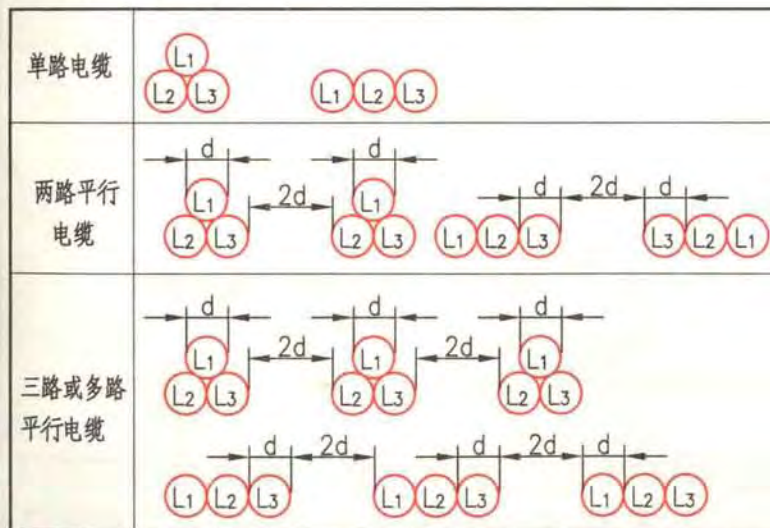 单路电缆
L1
L2 L3
L1 L2 L3
两路平行
电缆
d d d 2d d
2d
L1 L1
L2 L3 L2 L3 L1 L2 L3 L3 L2 L1
三路或多路
平行电缆
d d d
2d 2d
L1 L1 L1
L2 L3 L2 L3 L2 L3
d 2d d 2d d
L1 L2 L3 L1 L2 L3 L1 L2 L3